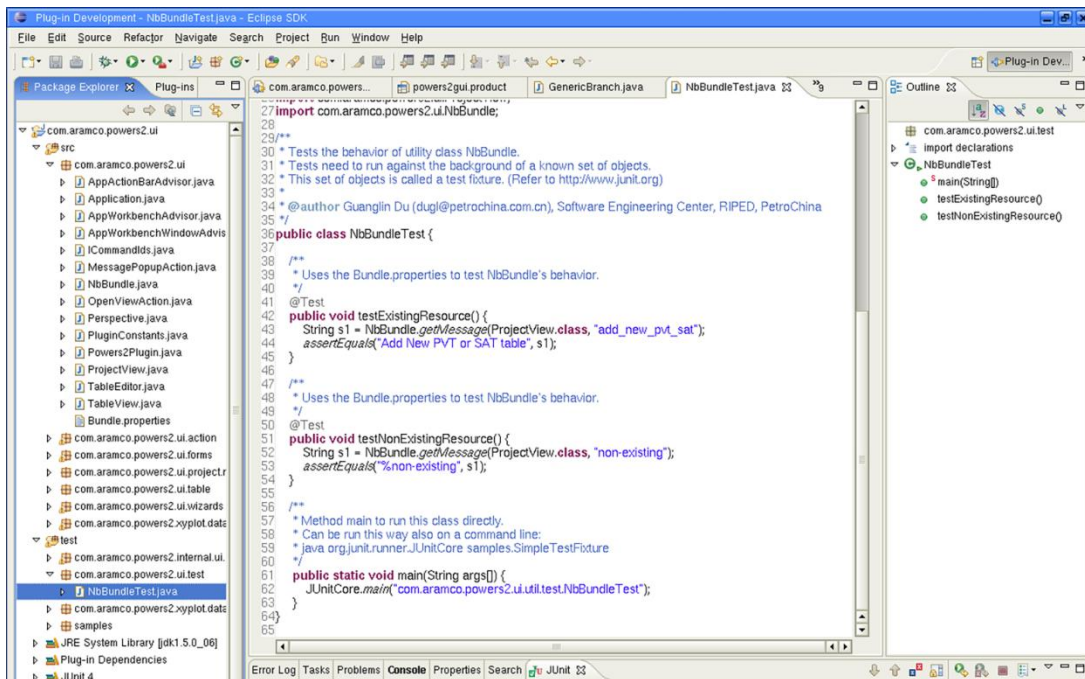 Plug-in Development - NbBundleTest.java - Eclipse SDK
File Edit Source Refactor Navigate Search Project Run Window Help
Plug-in Dev...
Package Explorer Plug-ins
com.aramco.powers... powers2gui.product GenericBranch.java NbBundleTest.java 9
Outline
com.aramco.powers2.ui
src
com.aramco.powers2.ui
AppActionBarAdvisor.java
Application.java
AppWorkbenchAdvisor.java
AppWorkbenchWindowAdvis
ICommandIds.java
MessagePopupAction.java
NbBundle.java
OpenViewAction.java
Perspective.java
PluginConstants.java
Powers2Plugin.java
ProjectView.java
TableEditor.java
TableView.java
Bundle.properties
com.aramco.powers2.ui.action
com.aramco.powers2.ui.forms
com.aramco.powers2.ui.project.r
com.aramco.powers2.ui.table
com.aramco.powers2.ui.wizards
com.aramco.powers2.xyplot.data
test
com.aramco.powers2.internal.ui.
com.aramco.powers2.ui.test
NbBundleTest.java
com.aramco.powers2.xyplot.data
samples
JRE System Library [jdk1.5.0_06]
Plug-in Dependencies
JUnit 4
27 import com.aramco.powers2.ui.NbBundle;
28
29 /**
30 * Tests the behavior of utility class NbBundle.
31 * Tests need to run against the background of a known set of objects.
32 * This set of objects is called a test fixture. (Refer to http://www.junit.org)
33 *
34 * @author Guanglin Du (dugl@petrochina.com.cn), Software Engineering Center, RIPED, PetroChina
35 */
36 public class NbBundleTest {
37
38 /**
39 * Uses the Bundle.properties to test NbBundle's behavior.
40 */
41 @Test
42 public void testExistingResource() {
43 String s1 = NbBundle.getMessage(ProjectView.class, "add_new_pvt_sat");
44 assertEquals("Add New PVT or SAT table", s1);
45 }
46
47 /**
48 * Uses the Bundle.properties to test NbBundle's behavior.
49 */
50 @Test
51 public void testNonExistingResource() {
52 String s1 = NbBundle.getMessage(ProjectView.class, "non-existing");
53 assertEquals("%non-existing", s1);
54 }
55
56 /**
57 * Method main to run this class directly.
58 * Can be run this way also on a command line:
59 * java org.junit.runner.JUnitCore samples.SimpleTestFixture
60 */
61 public static void main(String args[]) {
62 JUnitCore.main("com.aramco.powers2.ui.util.test.NbBundleTest");
63 }
64 }
65
com.aramco.powers2.ui.test
import declarations
NbBundleTest
main(String[])
testExistingResource()
testNonExistingResource()
Error Log Tasks Problems Console Properties Search JUnit